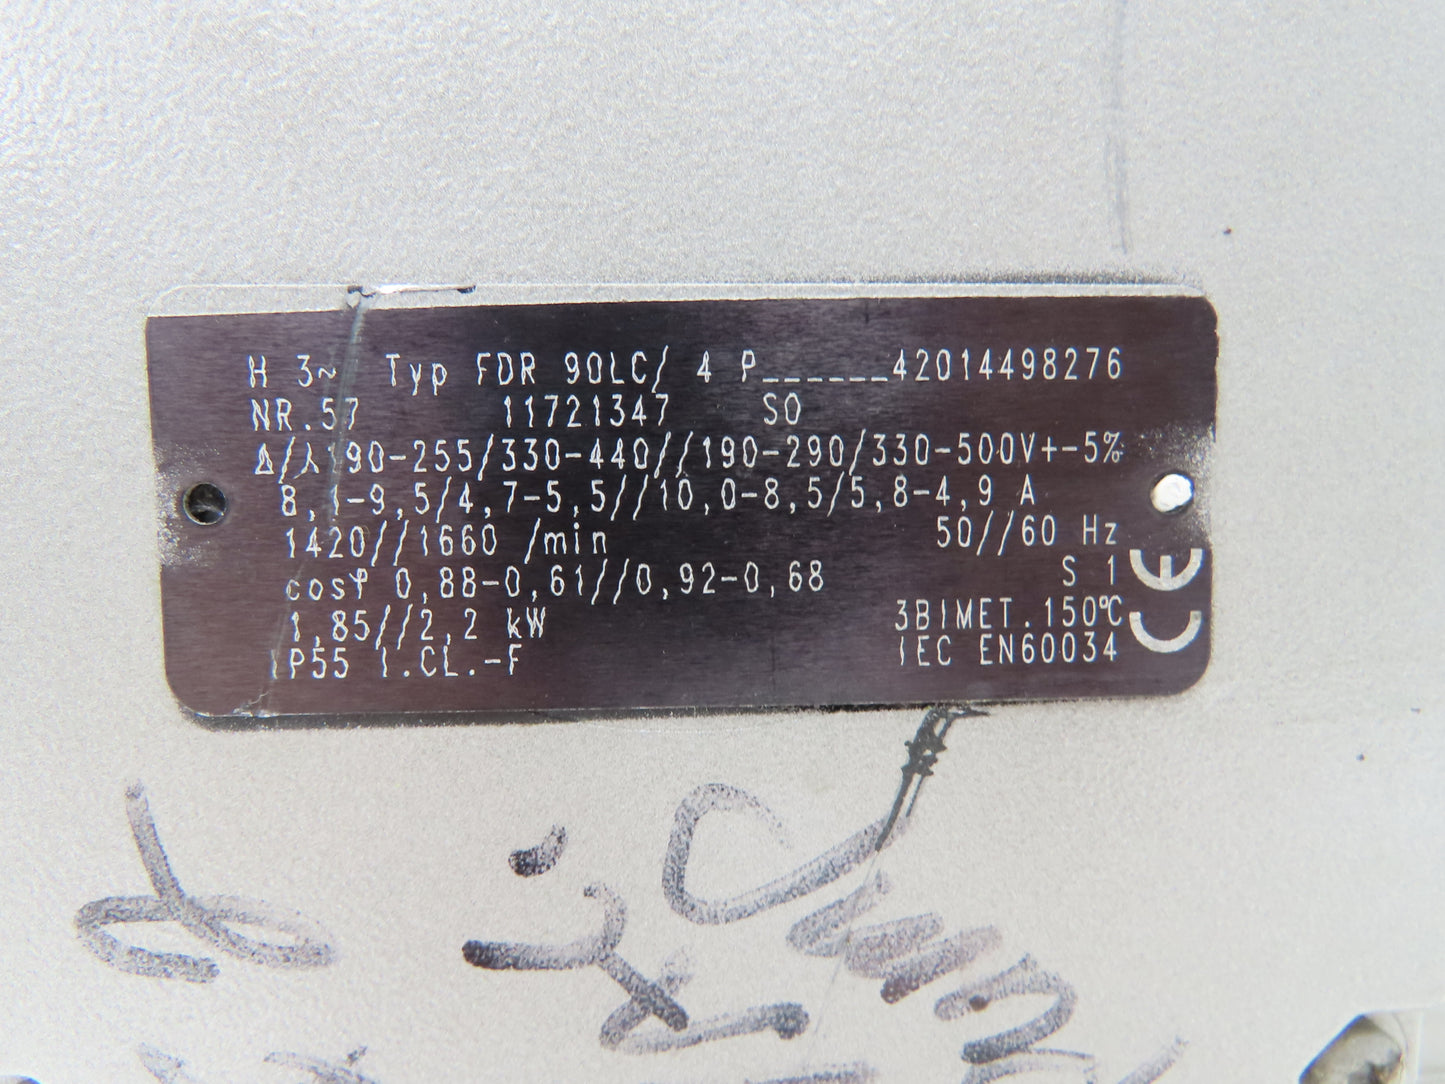 H 3~ Typ FDR 90LC/ 4 P______42014498276
NR.57 11721347 SO
Δ/⅄190-255/330-440//190-290/330-500V+-5%
8,1-9,5/4,7-5,5//10,0-8,5/5,8-4,9 A
1420//1660 /min 50//60 Hz
cosφ 0,88-0,61//0,92-0,68 S 1
1,85//2,2 kW 3BIMET.150°C
IP55 I.CL.-F IEC EN60034
CE